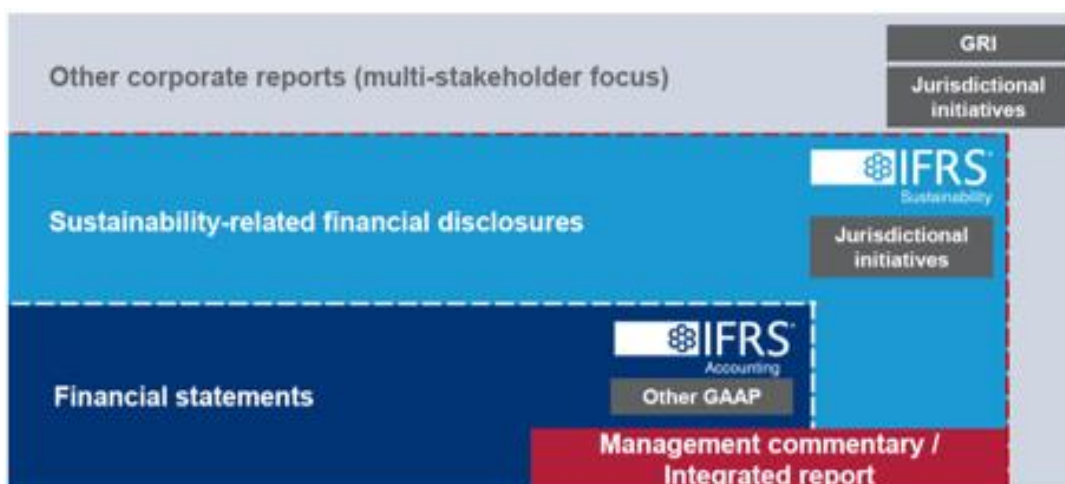 Other corporate reports (multi-stakeholder focus)
GRI
Jurisdictional
initiatives
Sustainability-related financial disclosures
IFRS
Sustainability
Jurisdictional
initiatives
Financial statements
IFRS
Accounting
Other GAAP
Management commentary /
Integrated report